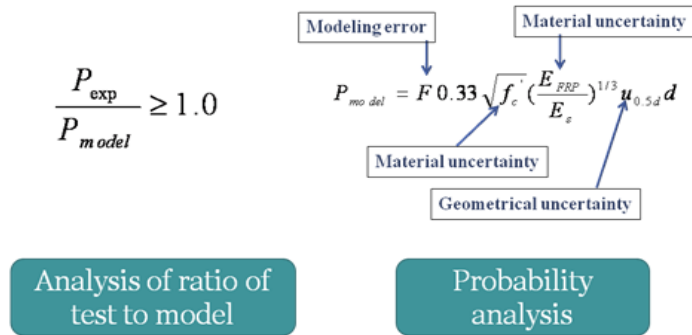 Modeling error
Material uncertainty
P_exp / P_model ≥ 1.0
P_model = F 0.33 √f_c' (E_FRP / E_s)^1/3 u_0.5d d
Material uncertainty
Geometrical uncertainty
Analysis of ratio of
test to model
Probability
analysis